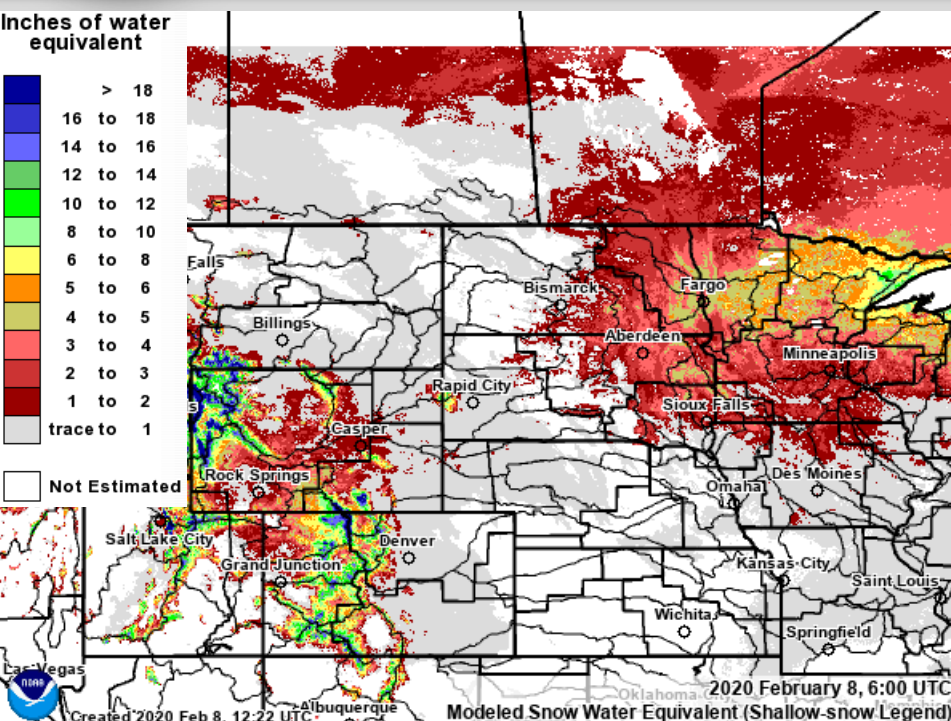 Inches of water
equivalent
> 18
16 to 18
14 to 16
12 to 14
10 to 12
8 to 10
6 to 8
5 to 6
4 to 5
3 to 4
2 to 3
1 to 2
trace to 1
Not Estimated
Falls
Bismarck
Fargo
Billings
Aberdeen
Minneapolis
Rapid City
s
Sioux Falls
Casper
Rock Springs
Des Moines
Omaha
Salt Lake City
Denver
Grand Junction
Kansas City
Saint Louis
Wichita
Springfield
Las Vegas
NOAA
Oklahoma City
2020 February 8, 6:00 UTC
Albuquerque
Created 2020 Feb 8, 12:22 UTC
Modeled Snow Water Equivalent (Shallow-snow Legend